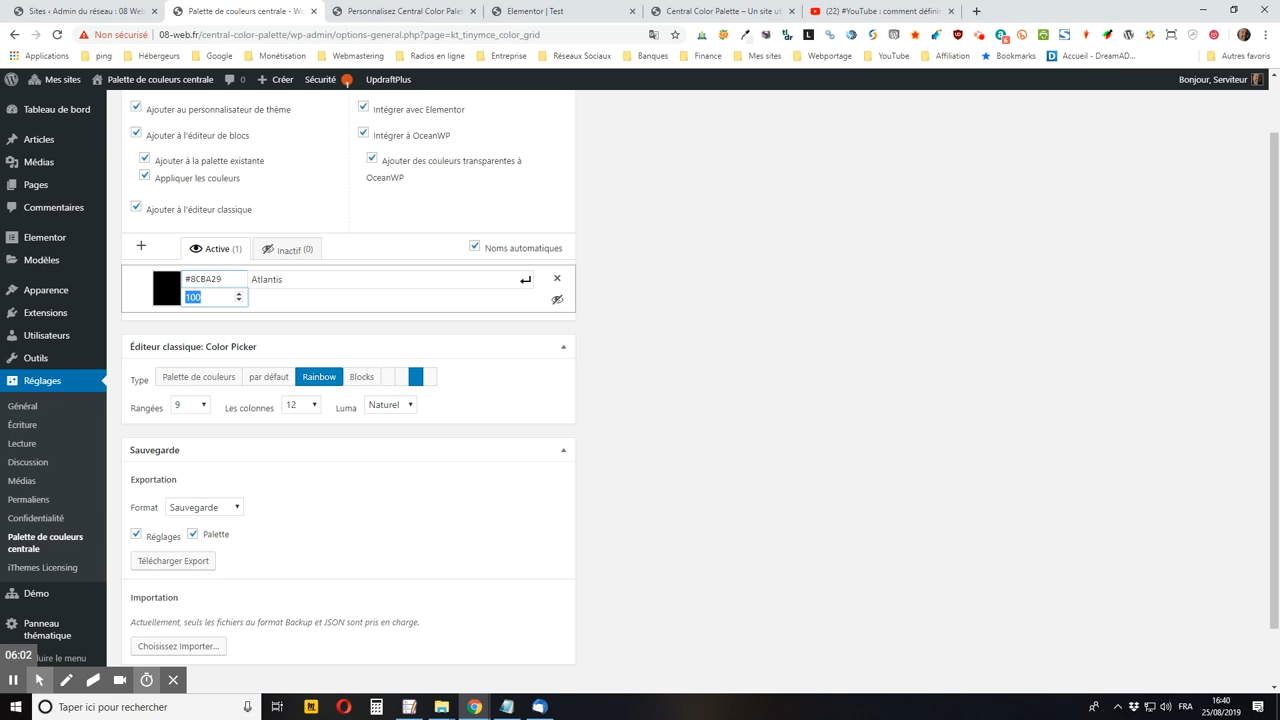 Sites ‹ Admin du réseau : 08 Web
Palette de couleurs centrale - Wo
Personnalisez Central Color Palet
Elementor | Test
Central Color Palette – Un site ut
(22) #YouTube : comment défini
Non sécurisé 08-web.fr/central-color-palette/wp-admin/options-general.php?page=kt_tinymce_color_grid
Applications ping Hébergeurs Google Monétisation Webmastering Radios en ligne Entreprise Réseaux Sociaux Banques Finance Mes sites Webportage YouTube Affiliation Bookmarks Accueil - DreamAD... Autres favoris
Mes sites Palette de couleurs centrale 0 Créer Sécurité UpdraftPlus Bonjour, Serviteur
Tableau de bord
Articles
Médias
Pages
Commentaires
Elementor
Modèles
Apparence
Extensions
Utilisateurs
Outils
Réglages
Général
Écriture
Lecture
Discussion
Médias
Permaliens
Confidentialité
Palette de couleurs
centrale
iThemes Licensing
Démo
Panneau
thématique
duire le menu
06:02
Ajouter au personnalisateur de thème
Ajouter à l'éditeur de blocs
Ajouter à la palette existante
Appliquer les couleurs
Ajouter à l'éditeur classique
Intégrer avec Elementor
Intégrer à OceanWP
Ajouter des couleurs transparentes à
OceanWP
Active (1) Inactif (0) Noms automatiques
#8CBA29 Atlantis
100
Éditeur classique: Color Picker
Type Palette de couleurs par défaut Rainbow Blocks
Rangées 9 Les colonnes 12 Luma Naturel
Sauvegarde
Exportation
Format Sauvegarde
Réglages Palette
Télécharger Export
Importation
Actuellement, seuls les fichiers au format Backup et JSON sont pris en charge.
Choisissez Importer...
Taper ici pour rechercher
FRA
16:40
25/08/2019